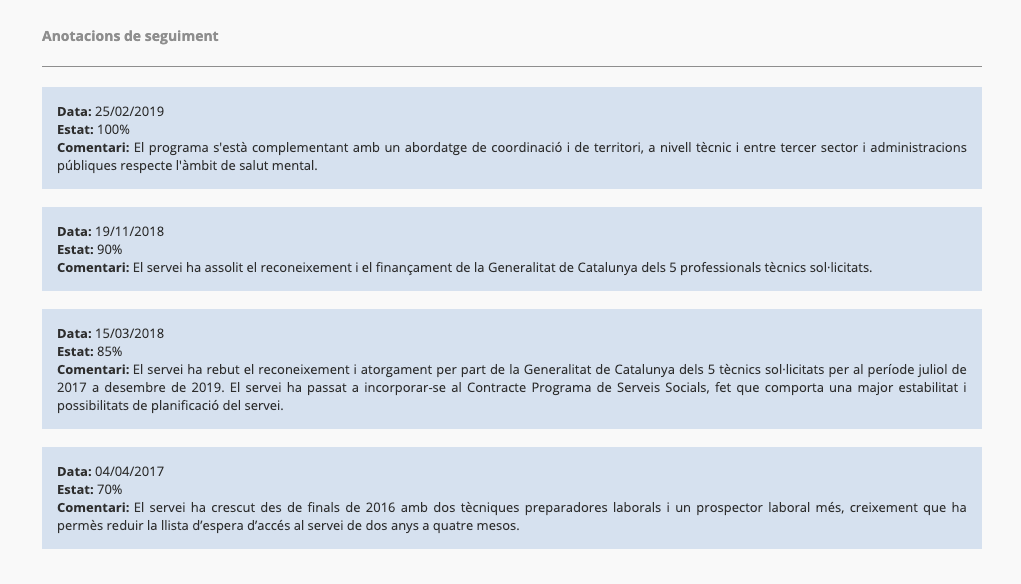 Anotacions de seguiment
Data: 25/02/2019
Estat: 100%
Comentari: El programa s'està complementant amb un abordatge de coordinació i de territori, a nivell tècnic i entre tercer sector i administracions
públiques respecte l'àmbit de salut mental.
Data: 19/11/2018
Estat: 90%
Comentari: El servei ha assolit el reconeixement i el finançament de la Generalitat de Catalunya dels 5 professionals tècnics sol·licitats.
Data: 15/03/2018
Estat: 85%
Comentari: El servei ha rebut el reconeixement i atorgament per part de la Generalitat de Catalunya dels 5 tècnics sol·licitats per al període juliol de
2017 a desembre de 2019. El servei ha passat a incorporar-se al Contracte Programa de Serveis Socials, fet que comporta una major estabilitat i
possibilitats de planificació del servei.
Data: 04/04/2017
Estat: 70%
Comentari: El servei ha crescut des de finals de 2016 amb dos tècniques preparadores laborals i un prospector laboral més, creixement que ha
permès reduir la llista d’espera d’accés al servei de dos anys a quatre mesos.